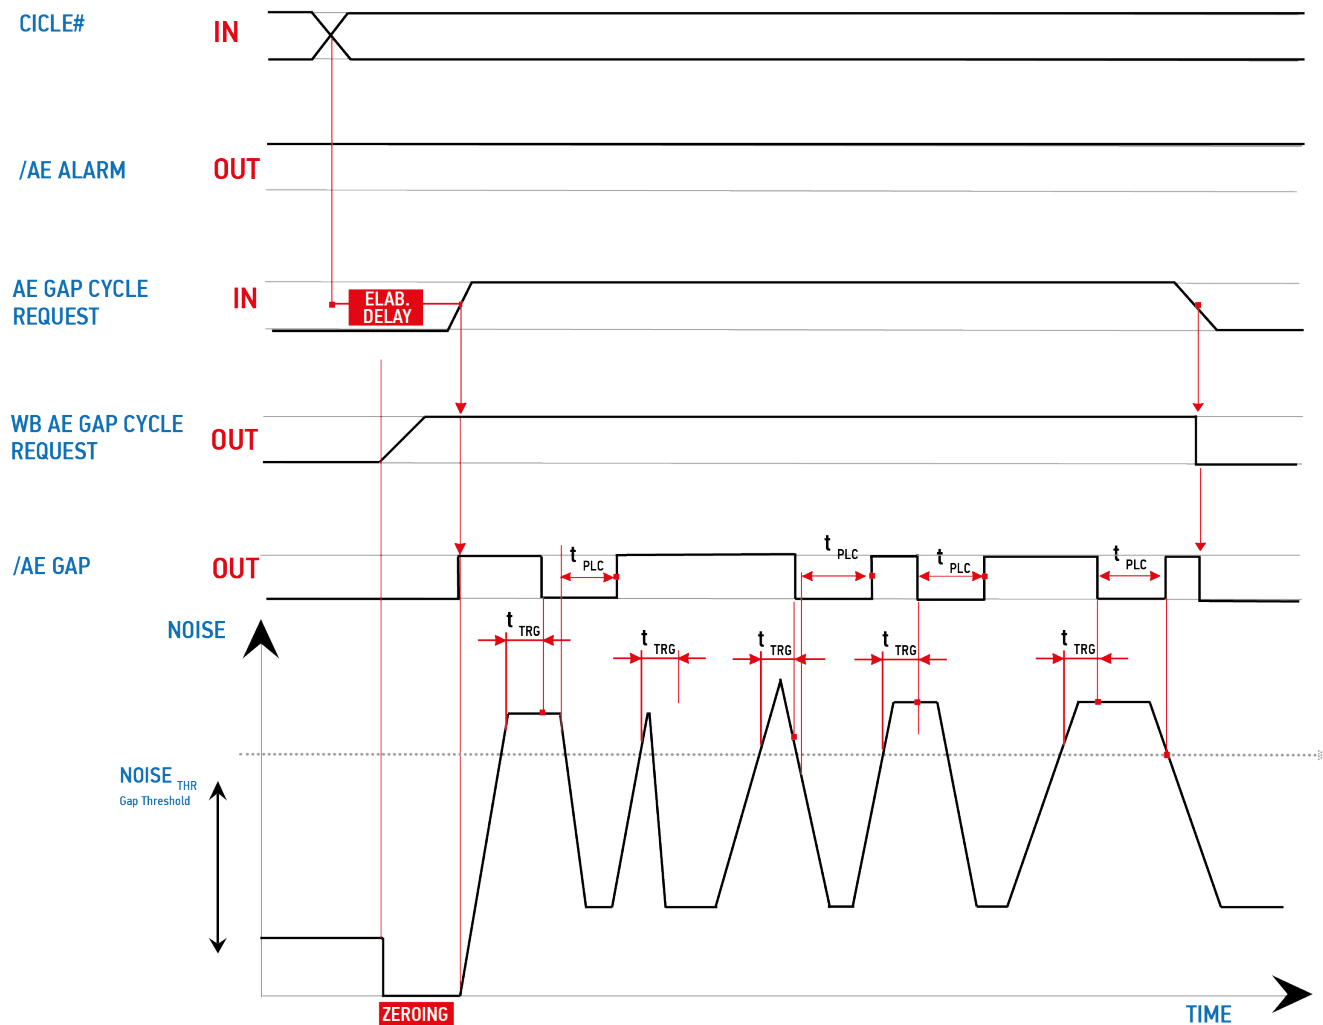 CICLE#
IN
/AE ALARM
OUT
AE GAP CYCLE
REQUEST
IN
ELAB.
DELAY
WB AE GAP CYCLE
REQUEST
OUT
/AE GAP
OUT
t PLC
t PLC
t PLC
t PLC
NOISE
t TRG
t TRG
t TRG
t TRG
t TRG
NOISE THR
Gap Threshold
ZEROING
TIME